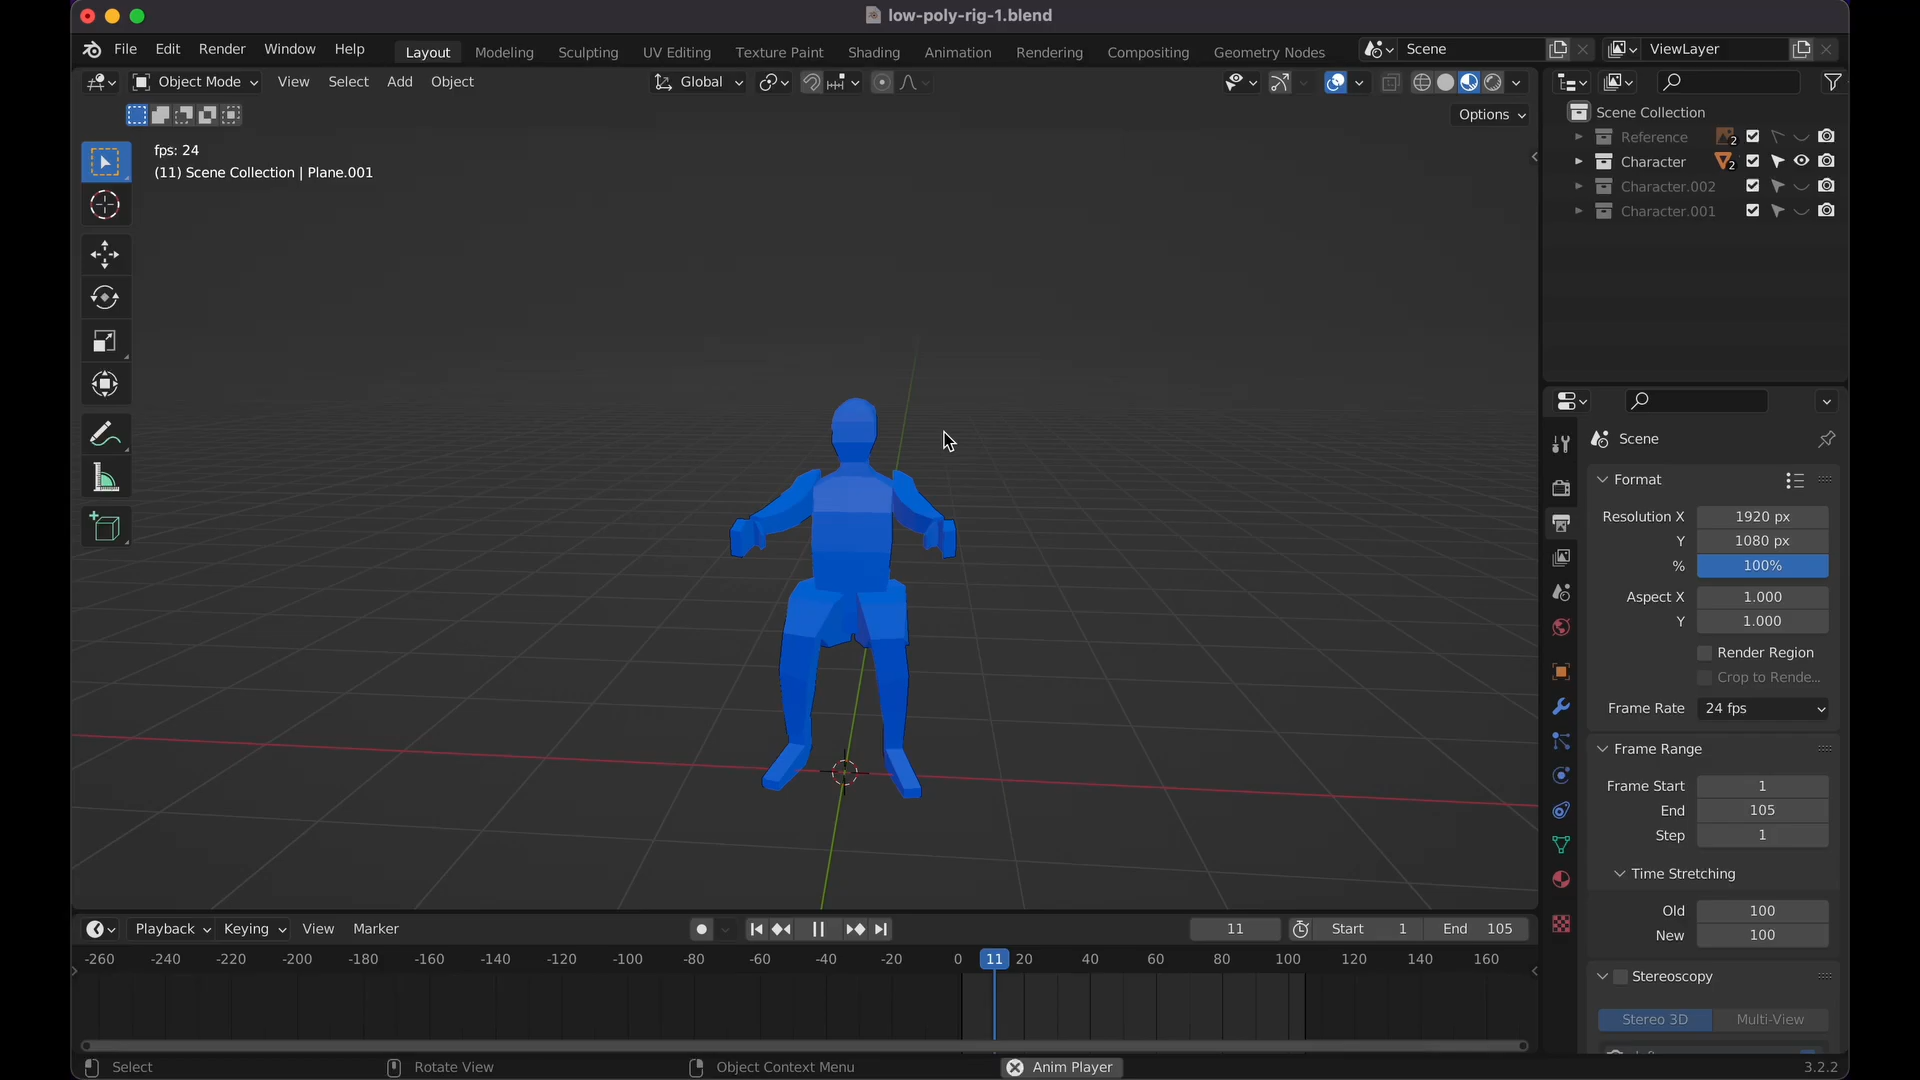 low-poly-rig-1.blend
File Edit Render Window Help Layout Modeling Sculpting UV Editing Texture Paint Shading Animation Rendering Compositing Geometry Nodes Scene ViewLayer
Object Mode View Select Add Object Global
Options
fps: 24
(11) Scene Collection | Plane.001
Scene Collection
Reference 2
Character 2
Character.002
Character.001
Scene
Format
Resolution X 1920 px
Y 1080 px
% 100%
Aspect X 1.000
Y 1.000
Render Region
Crop to Rende...
Frame Rate 24 fps
Frame Range
Frame Start 1
End 105
Step 1
Time Stretching
Old 100
New 100
Stereoscopy
Stereo 3D Multi-View
Playback Keying View Marker 11 Start 1 End 105
-260 -240 -220 -200 -180 -160 -140 -120 -100 -80 -60 -40 -20 0 11 20 40 60 80 100 120 140 160
Select Rotate View Object Context Menu Anim Player 3.2.2